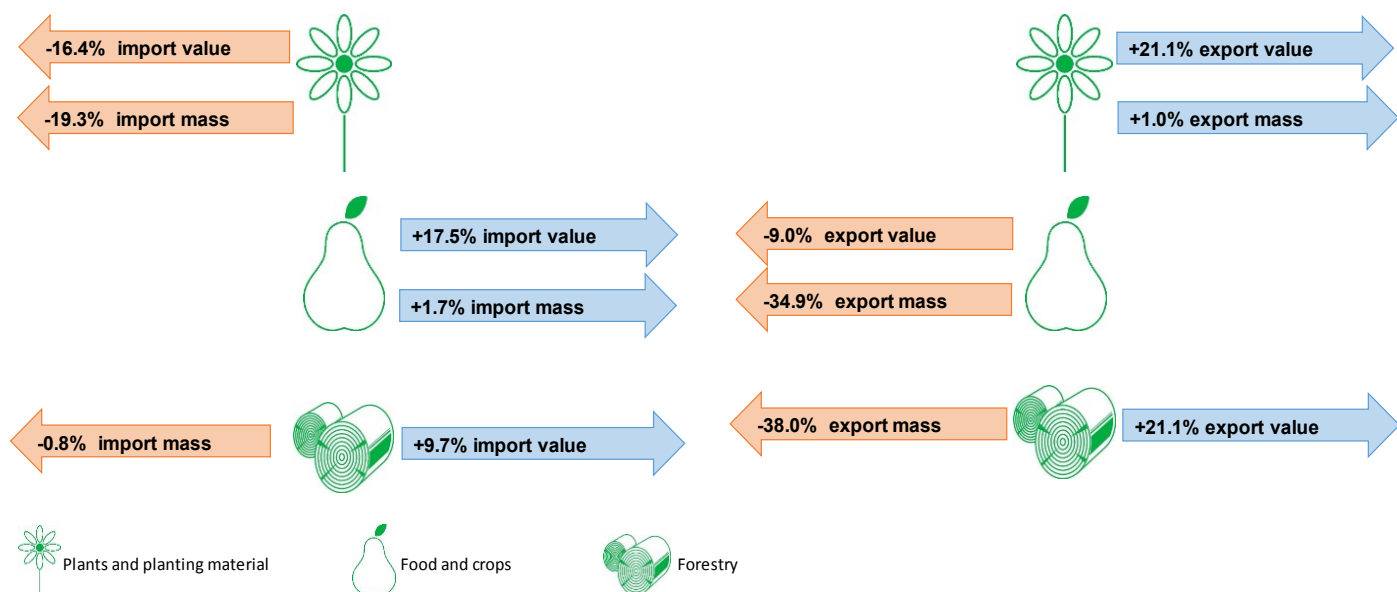 -16.4% import value
+21.1% export value
-19.3% import mass
+1.0% export mass
+17.5% import value
-9.0% export value
+1.7% import mass
-34.9% export mass
-0.8% import mass
+9.7% import value
-38.0% export mass
+21.1% export value
Plants and planting material
Food and crops
Forestry